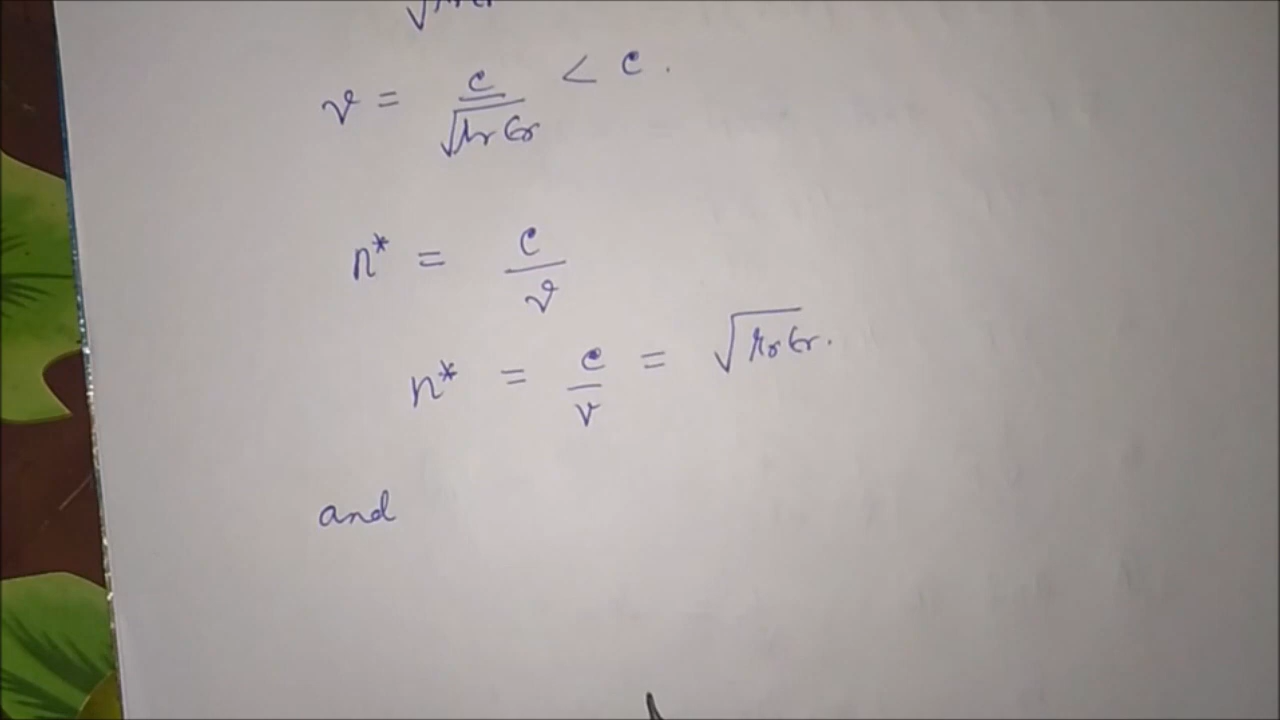 v = c / √μr εr < c.
n* = c / v
n* = c / v = √μr εr.
and